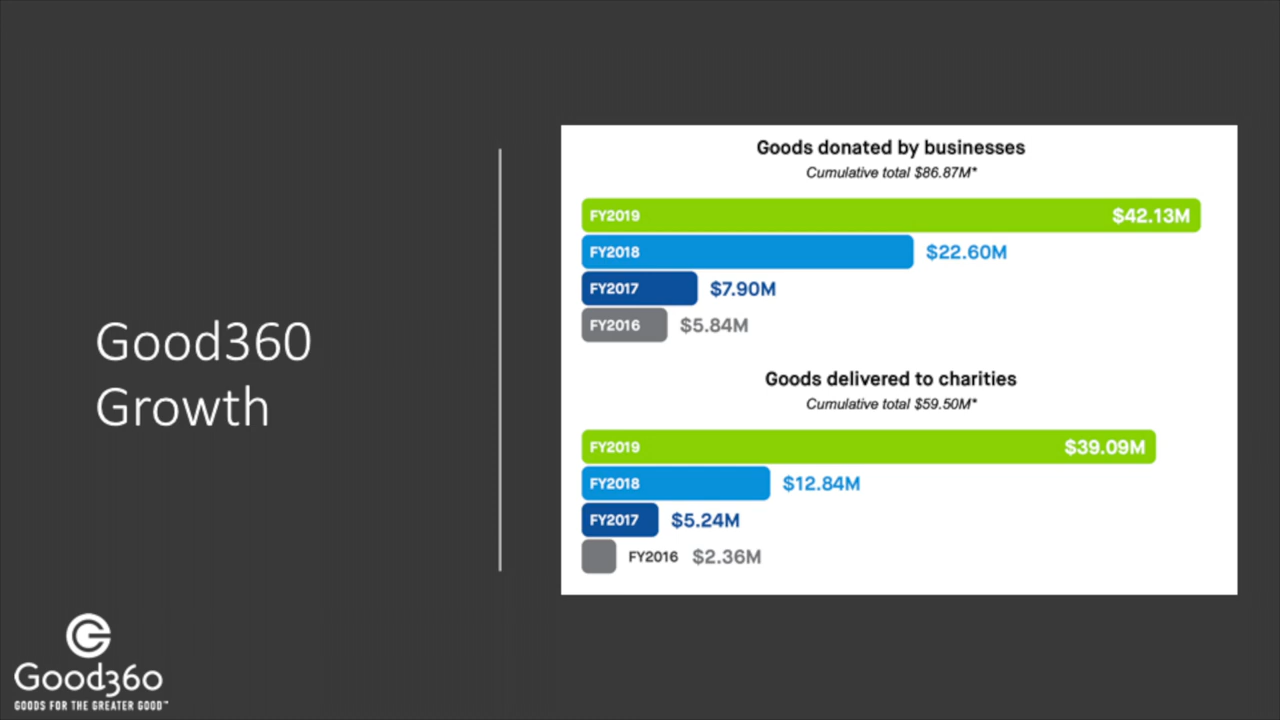 Good360
Growth
Goods donated by businesses
Cumulative total $86.87M*
FY2019 $42.13M
FY2018 $22.60M
FY2017 $7.90M
FY2016 $5.84M
Goods delivered to charities
Cumulative total $59.50M*
FY2019 $39.09M
FY2018 $12.84M
FY2017 $5.24M
FY2016 $2.36M
Good360
GOODS FOR THE GREATER GOOD™